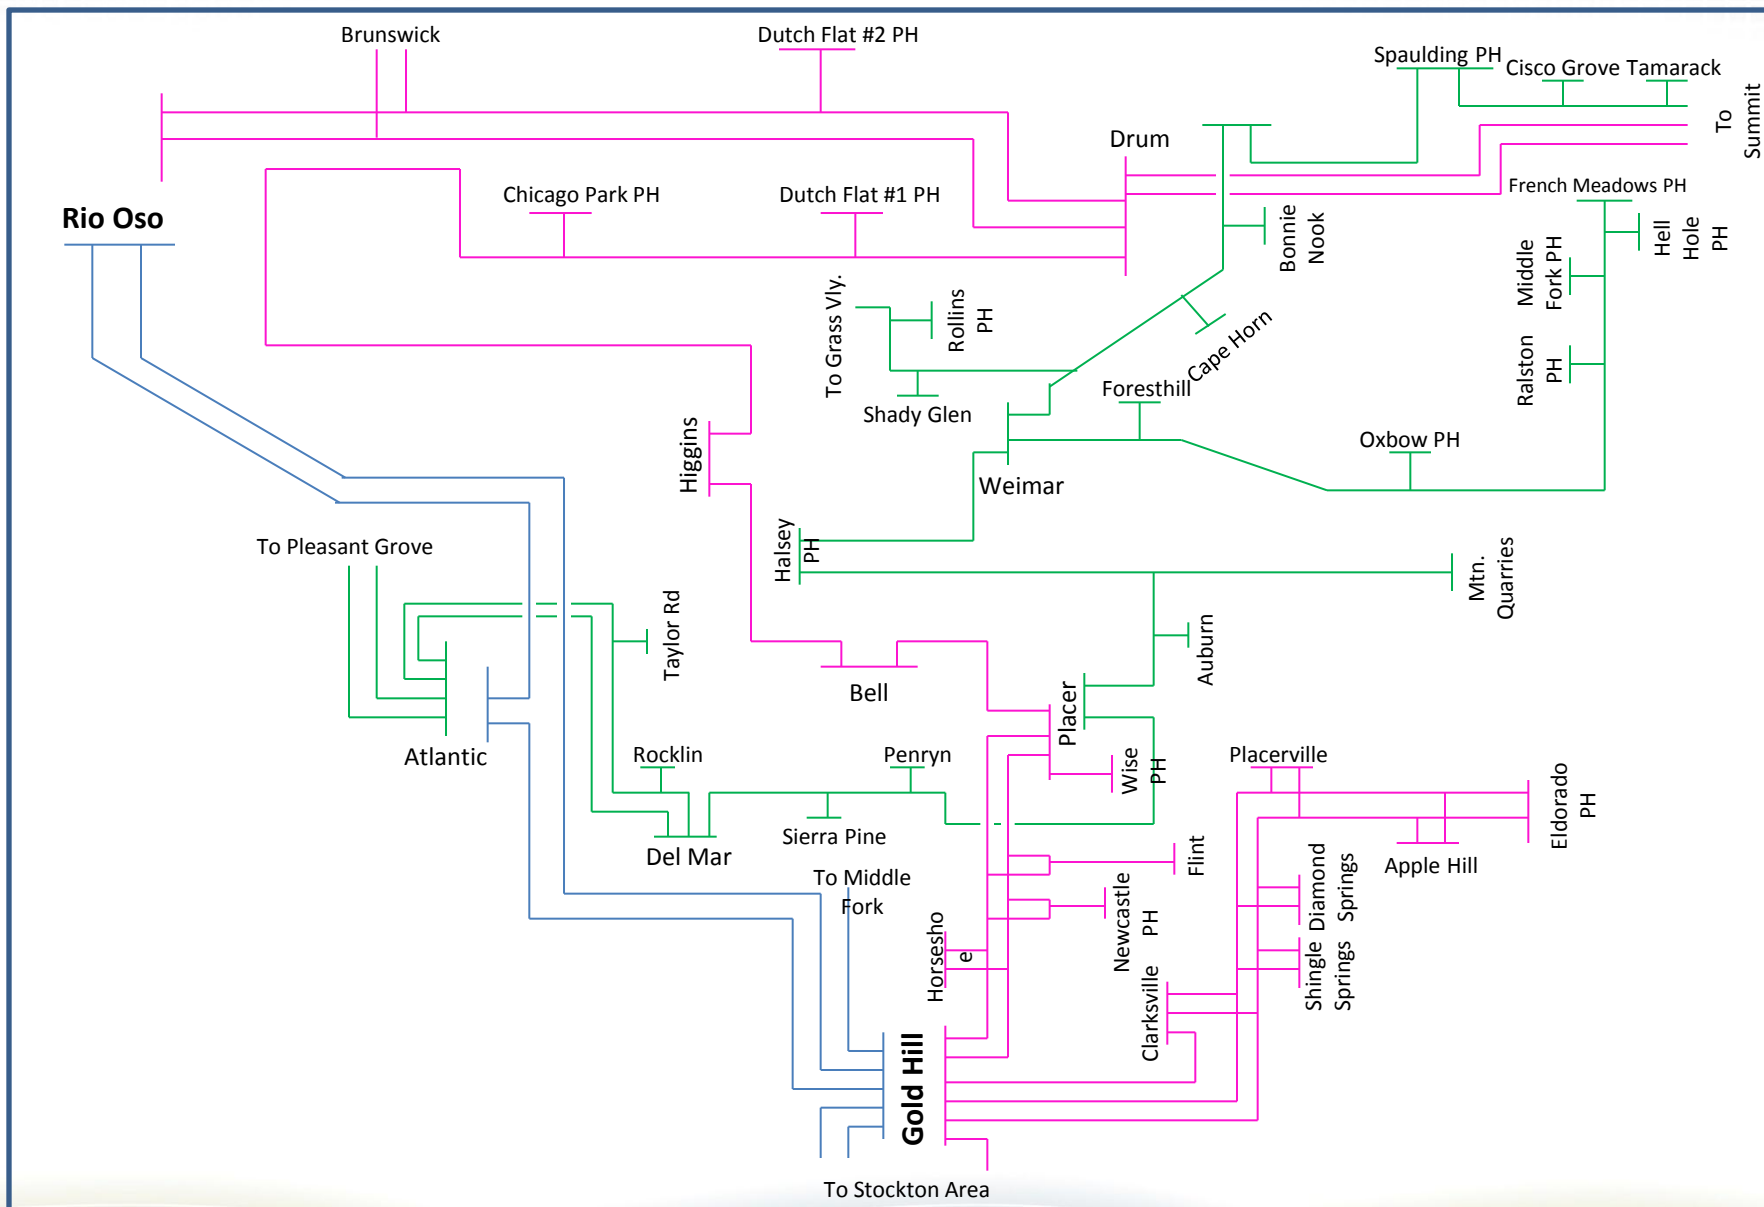 Brunswick
Dutch Flat #2 PH
Spaulding PH
Cisco Grove
Tamarack
To
Summit
Drum
French Meadows PH
Chicago Park PH
Dutch Flat #1 PH
Rio Oso
Bonnie
Nook
Hell
Hole
PH
Middle
Fork PH
To Grass Vly.
Rollins
PH
Cape Horn
Ralston
PH
Foresthill
Shady Glen
Oxbow PH
Higgins
Weimar
To Pleasant Grove
Halsey
PH
Mtn.
Quarries
Taylor Rd
Auburn
Bell
Placer
Atlantic
Rocklin
Penryn
Wise
PH
Placerville
Eldorado
PH
Sierra Pine
Del Mar
Flint
Apple Hill
To Middle
Fork
Diamond
Springs
Newcastle
PH
Horsesho
e
Shingle
Springs
Clarksville
Gold Hill
To Stockton Area